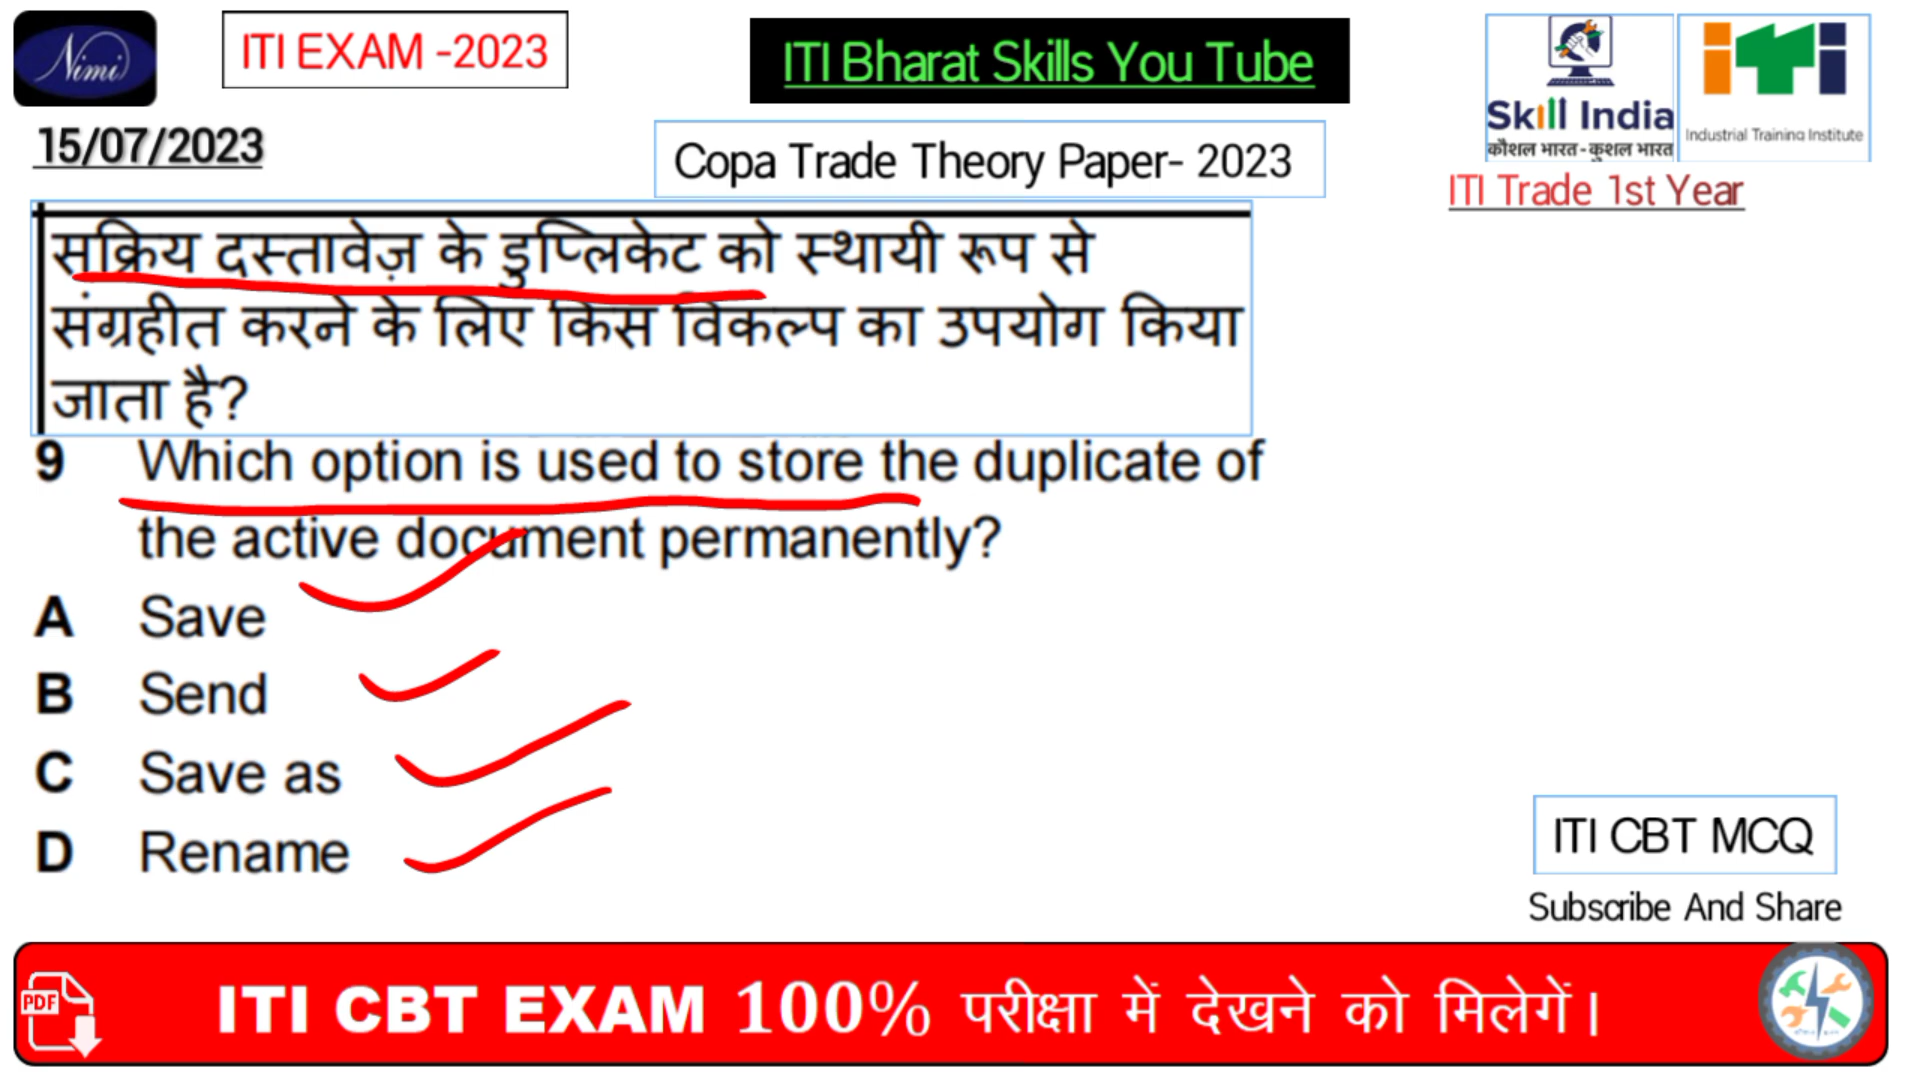 Nimi
ITI EXAM -2023
ITI Bharat Skills You Tube
Skill India
कौशल भारत - कुशल भारत
iTi
Industrial Training Institute
15/07/2023
Copa Trade Theory Paper- 2023
ITI Trade 1st Year
सक्रिय दस्तावेज़ के डुप्लिकेट को स्थायी रूप से
संग्रहीत करने के लिए किस विकल्प का उपयोग किया
जाता है?
9 Which option is used to store the duplicate of
the active document permanently?
A Save
B Send
C Save as
D Rename
ITI CBT MCQ
Subscribe And Share
PDF
ITI CBT EXAM 100% परीक्षा में देखने को मिलेगें।